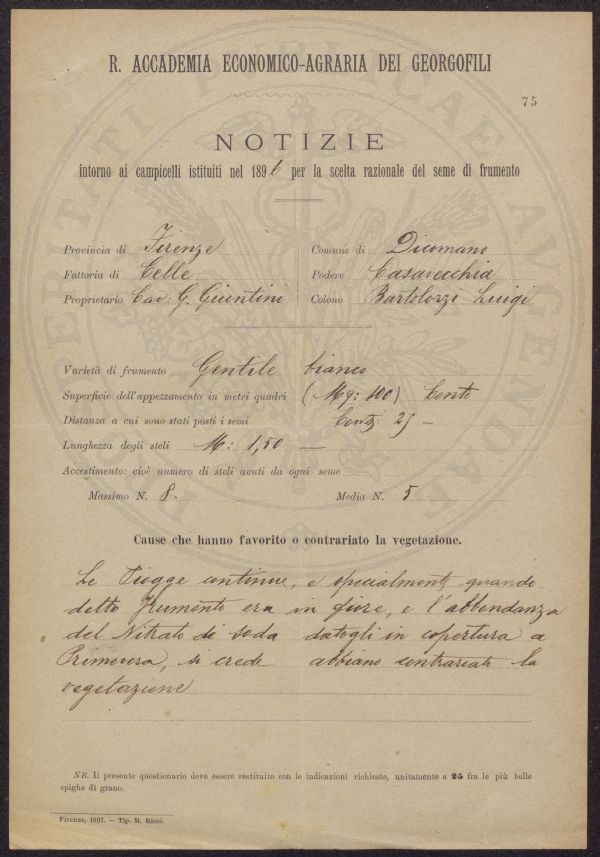 R. ACCADEMIA ECONOMICO-AGRARIA DEI GEORGOFILI
75
NOTIZIE
intorno ai campicelli istituiti nel 1896 per la scelta razionale del seme di frumento
Provincia di Firenze Comune di Dicomano
Fattoria di Celle Podere Casavecchia
Proprietario Cav: G. Giuntini Colono Bartolozzi Luigi
Varietà di frumento Gentile bianco
Superficie dell'appezzamento in metri quadri (Mq: 100) Cento
Distanza a cui sono stati posti i semi Cent: 25 —
Lunghezza degli steli M: 1,50 —
Accestimento: cioè numero di steli avuti da ogni seme
Massimo N. 8. Media N. 5
Cause che hanno favorito o contrariato la vegetazione.
Le Piogge continue, e specialmente quando
detto frumento era in fiore, e l'abbondanza
del Nitrato di soda datogli in copertura a
Primavera, si crede abbiano contrariato la
vegetazione
NB. Il presente questionario deve essere restituito con le indicazioni richieste, unitamente a 25 fra le più belle
spighe di grano.
Firenze, 1897. — Tip. M. Ricci.